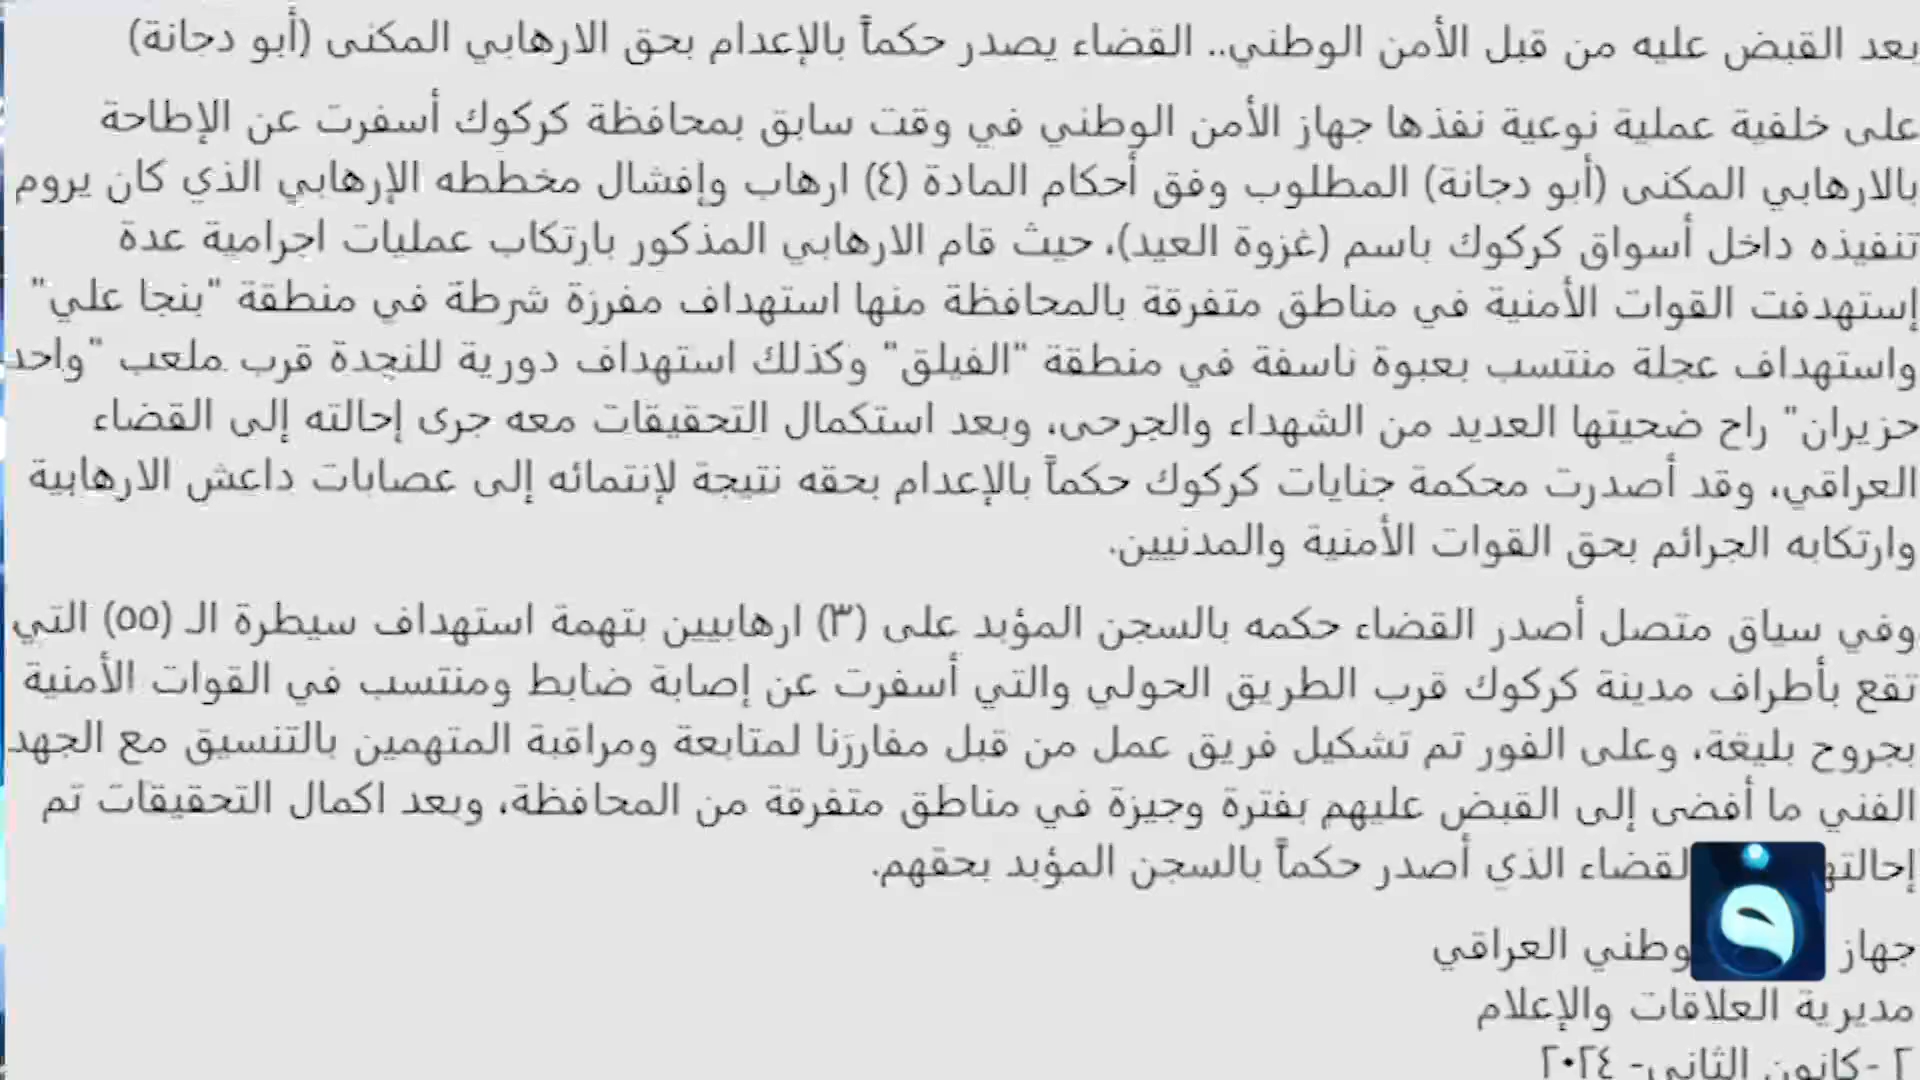 بعد القبض عليه من قبل الأمن الوطني.. القضاء يصدر حكماً بالإعدام بحق الارهابي المكنى (أبو دجانة)
على خلفية عملية نوعية نفذها جهاز الأمن الوطني في وقت سابق بمحافظة كركوك أسفرت عن الإطاحة
بالارهابي المكنى (أبو دجانة) المطلوب وفق أحكام المادة (٤) ارهاب وإفشال مخططه الإرهابي الذي كان يروم
تنفيذه داخل أسواق كركوك باسم (غزوة العيد)، حيث قام الارهابي المذكور بارتكاب عمليات اجرامية عدة
إستهدفت القوات الأمنية في مناطق متفرقة بالمحافظة منها استهداف مفرزة شرطة في منطقة "بنجا علي"
واستهداف عجلة منتسب بعبوة ناسفة في منطقة "الفيلق" وكذلك استهداف دورية للنجدة قرب ملعب "واحد
حزيران" راح ضحيتها العديد من الشهداء والجرحى، وبعد استكمال التحقيقات معه جرى إحالته إلى القضاء
العراقي، وقد أصدرت محكمة جنايات كركوك حكماً بالإعدام بحقه نتيجة لإنتمائه إلى عصابات داعش الارهابية
وارتكابه الجرائم بحق القوات الأمنية والمدنيين.
وفي سياق متصل أصدر القضاء حكمه بالسجن المؤبد على (٣) ارهابيين بتهمة استهداف سيطرة الـ (٥٥) التي
تقع بأطراف مدينة كركوك قرب الطريق الحولي والتي أسفرت عن إصابة ضابط ومنتسب في القوات الأمنية
بجروح بليغة، وعلى الفور تم تشكيل فريق عمل من قبل مفارزنا لمتابعة ومراقبة المتهمين بالتنسيق مع الجهد
الفني ما أفضى إلى القبض عليهم بفترة وجيزة في مناطق متفرقة من المحافظة، وبعد اكمال التحقيقات تم
لقضاء الذي أصدر حكماً بالسجن المؤبد بحقهم.
جهاز وطني العراقي
مديرية العلاقات والإعلام
٢ -كانون الثاني- ٢٠٢٤